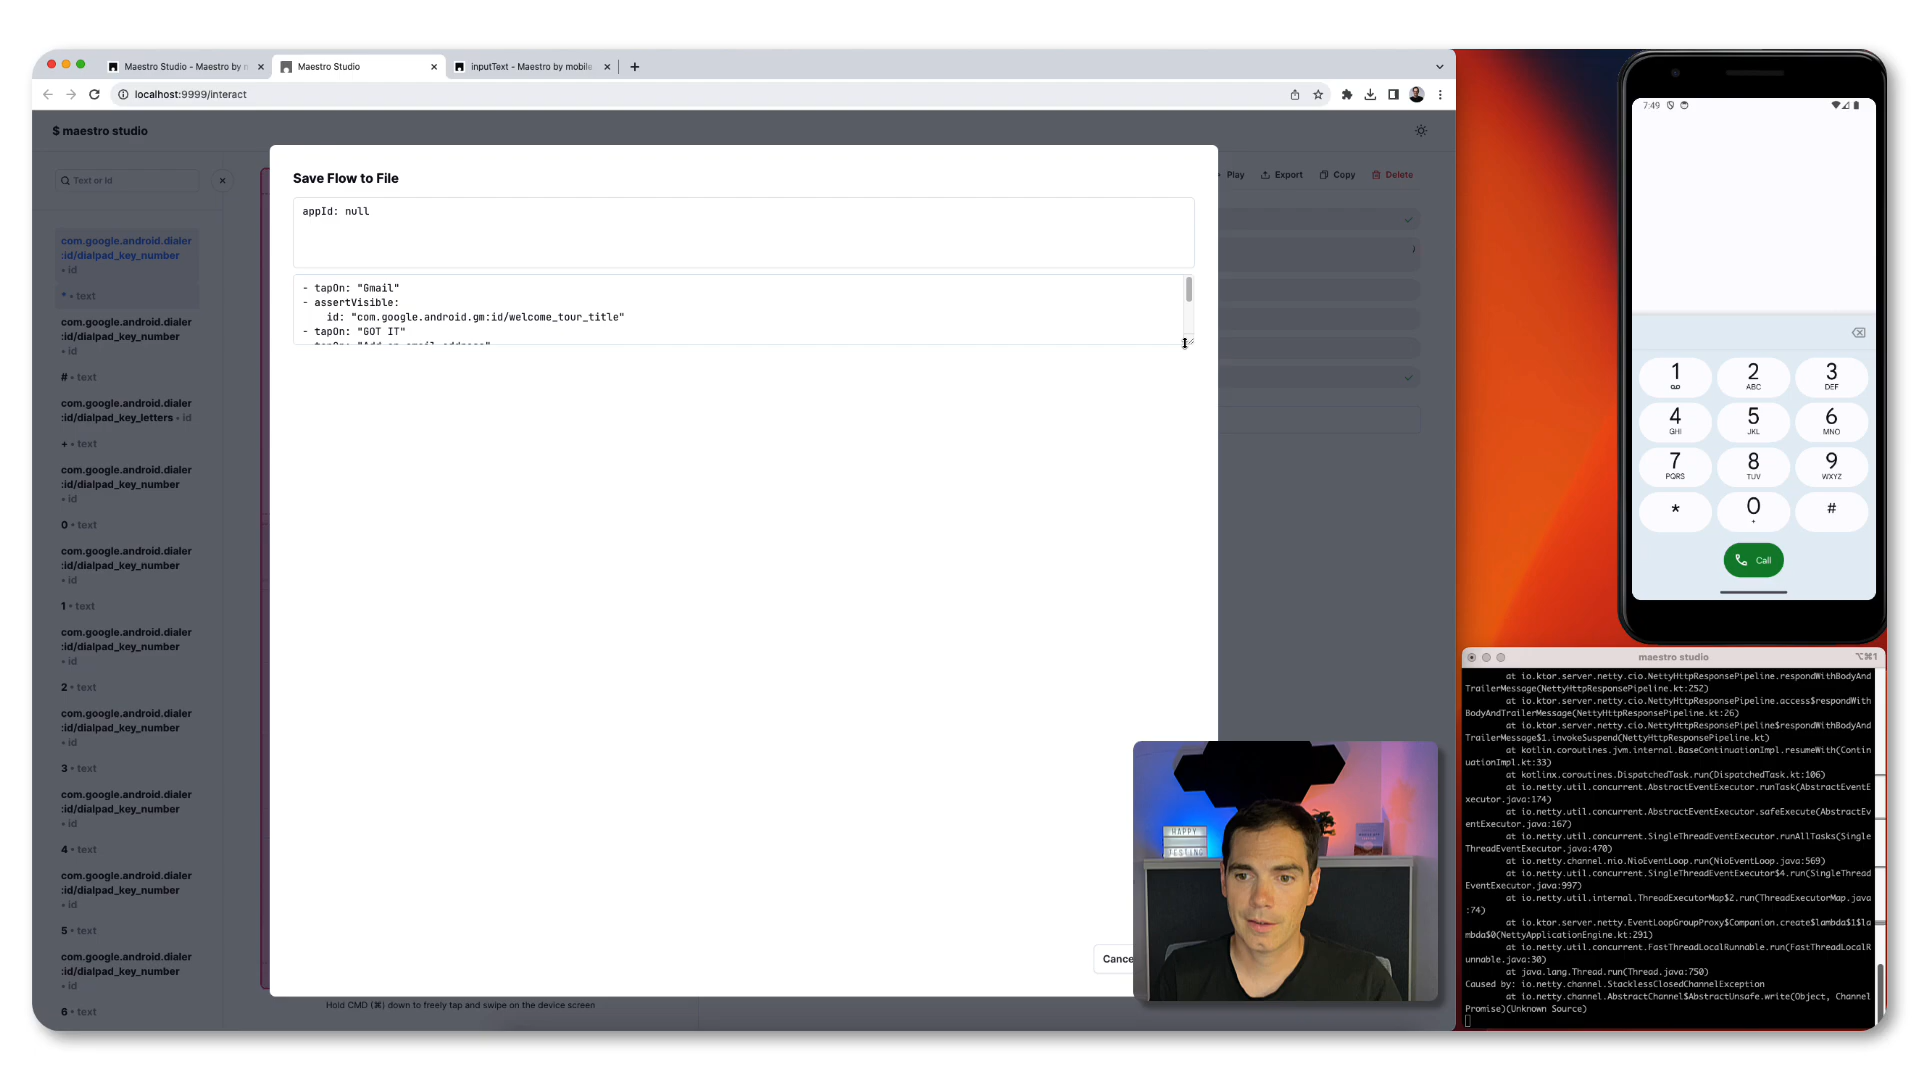 Maestro Studio - Maestro by
Maestro Studio
inputText - Maestro by mobile
localhost:9999/interact
$ maestro studio
Text or Id
Play
Export
Copy
Delete
Save Flow to File
appId: null
- tapOn: "Gmail"
- assertVisible:
id: "com.google.android.gm:id/welcome_tour_title"
- tapOn: "GOT IT"
- tapOn: "Add an email address"
Cance
com.google.android.dialer
:id/dialpad_key_number
• id
* • text
com.google.android.dialer
:id/dialpad_key_number
• id
# • text
com.google.android.dialer
:id/dialpad_key_letters • id
+ • text
com.google.android.dialer
:id/dialpad_key_number
• id
0 • text
com.google.android.dialer
:id/dialpad_key_number
• id
1 • text
com.google.android.dialer
:id/dialpad_key_number
• id
2 • text
com.google.android.dialer
:id/dialpad_key_number
• id
3 • text
com.google.android.dialer
:id/dialpad_key_number
• id
4 • text
com.google.android.dialer
:id/dialpad_key_number
• id
5 • text
com.google.android.dialer
:id/dialpad_key_number
• id
6 • text
Hold CMD (⌘) down to freely tap and swipe on the device screen
HAPPY
TESTING
7:49
1 2 3
ABC DEF
4 5 6
GHI JKL MNO
7 8 9
PQRS TUV WXYZ
* 0 #
+
Call
maestro studio
⌥⌘1
at io.ktor.server.netty.cio.NettyHttpResponsePipeline.respondWithBodyAnd
TrailerMessage(NettyHttpResponsePipeline.kt:252)
at io.ktor.server.netty.cio.NettyHttpResponsePipeline.access$respondWith
BodyAndTrailerMessage(NettyHttpResponsePipeline.kt:26)
at io.ktor.server.netty.cio.NettyHttpResponsePipeline$respondWithBodyAnd
TrailerMessage$1.invokeSuspend(NettyHttpResponsePipeline.kt)
at kotlin.coroutines.jvm.internal.BaseContinuationImpl.resumeWith(Contin
uationImpl.kt:33)
at kotlinx.coroutines.DispatchedTask.run(DispatchedTask.kt:106)
at io.netty.util.concurrent.AbstractEventExecutor.runTask(AbstractEventE
xecutor.java:174)
at io.netty.util.concurrent.AbstractEventExecutor.safeExecute(AbstractEv
entExecutor.java:167)
at io.netty.util.concurrent.SingleThreadEventExecutor.runAllTasks(Single
ThreadEventExecutor.java:470)
at io.netty.channel.nio.NioEventLoop.run(NioEventLoop.java:569)
at io.netty.util.concurrent.SingleThreadEventExecutor$4.run(SingleThread
EventExecutor.java:997)
at io.netty.util.internal.ThreadExecutorMap$2.run(ThreadExecutorMap.java
:74)
at io.ktor.server.netty.EventLoopGroupProxy$Companion.create$lambda$1$la
mbda$0(NettyApplicationEngine.kt:291)
at io.netty.util.concurrent.FastThreadLocalRunnable.run(FastThreadLocalR
unnable.java:30)
at java.lang.Thread.run(Thread.java:750)
Caused by: io.netty.channel.StacklessClosedChannelException
at io.netty.channel.AbstractChannel$AbstractUnsafe.write(Object, Channel
Promise)(Unknown Source)